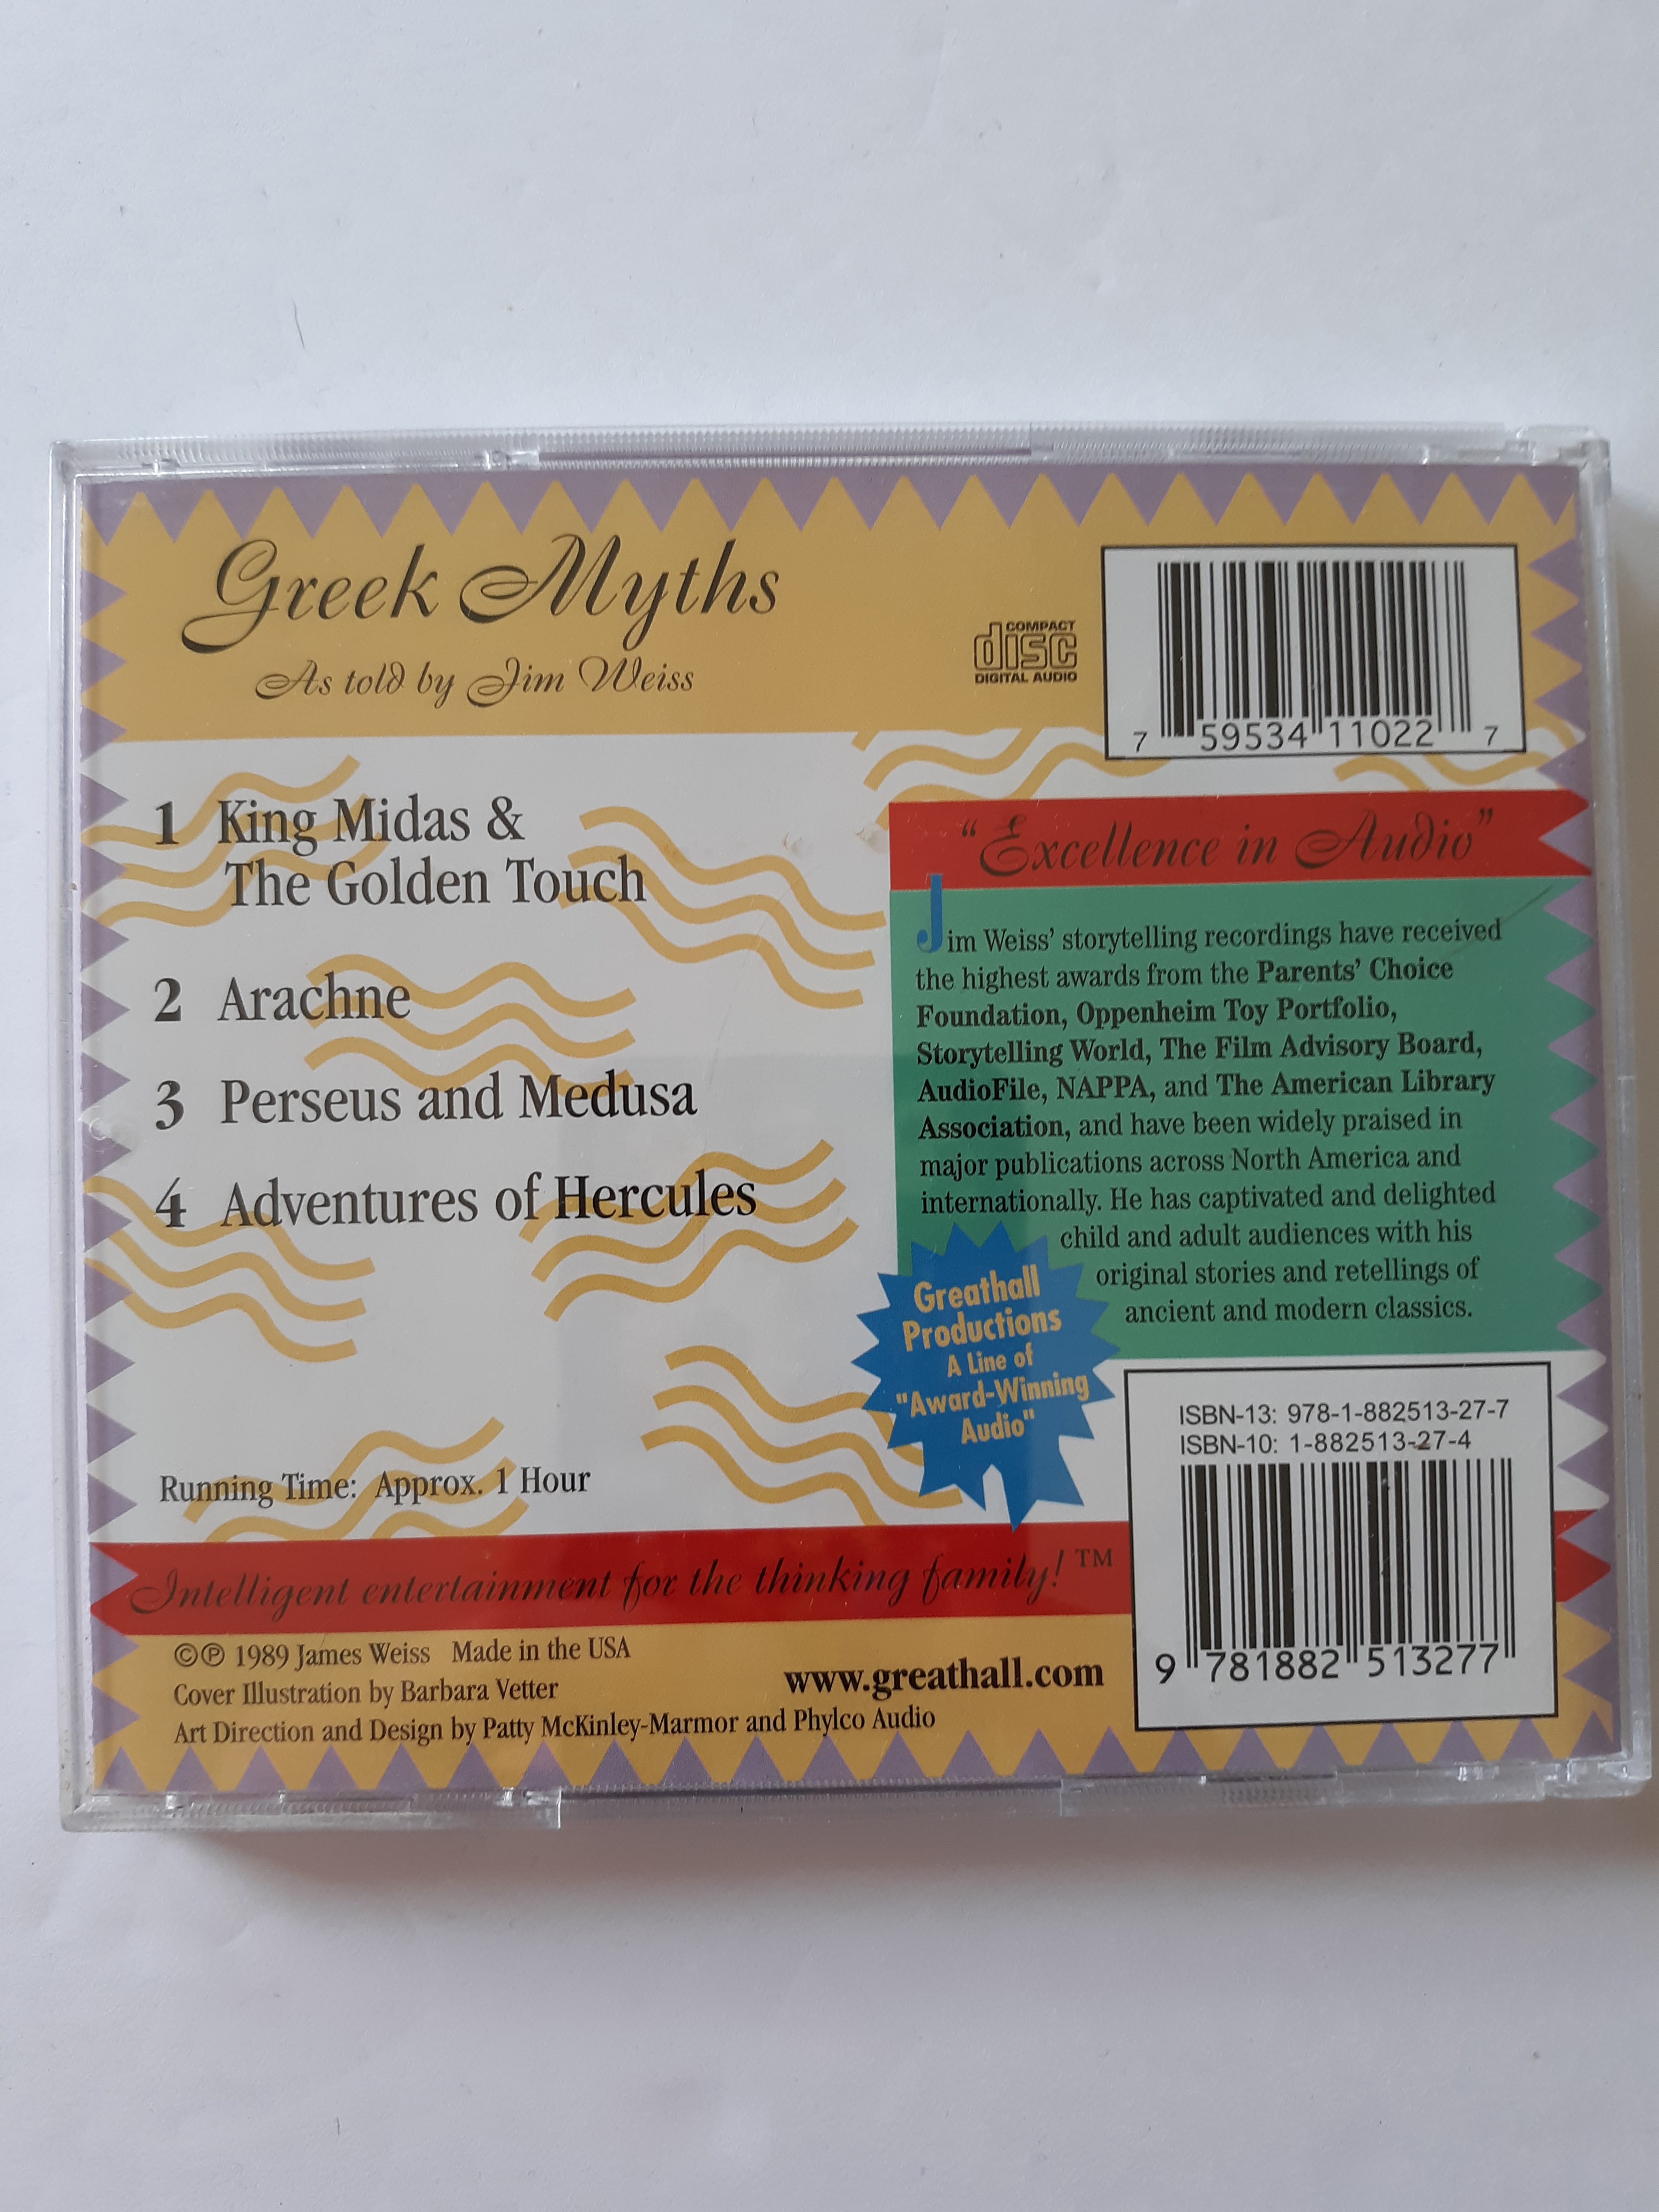 Greek Myths
As told by Jim Weiss
COMPACT
disc
DIGITAL AUDIO
7 59534 11022 7
1 King Midas &
The Golden Touch
2 Arachne
3 Perseus and Medusa
4 Adventures of Hercules
Running Time: Approx. 1 Hour
"Excellence in Audio"
Jim Weiss' storytelling recordings have received
the highest awards from the Parents' Choice
Foundation, Oppenheim Toy Portfolio,
Storytelling World, The Film Advisory Board,
AudioFile, NAPPA, and The American Library
Association, and have been widely praised in
major publications across North America and
internationally. He has captivated and delighted
child and adult audiences with his
original stories and retellings of
ancient and modern classics.
Greathall
Productions
A Line of
"Award-Winning
Audio"
ISBN-13: 978-1-882513-27-7
ISBN-10: 1-882513-27-4
9 781882 513277
Intelligent entertainment for the thinking family! ™
©℗ 1989 James Weiss Made in the USA
Cover Illustration by Barbara Vetter
Art Direction and Design by Patty McKinley-Marmor and Phylco Audio
www.greathall.com